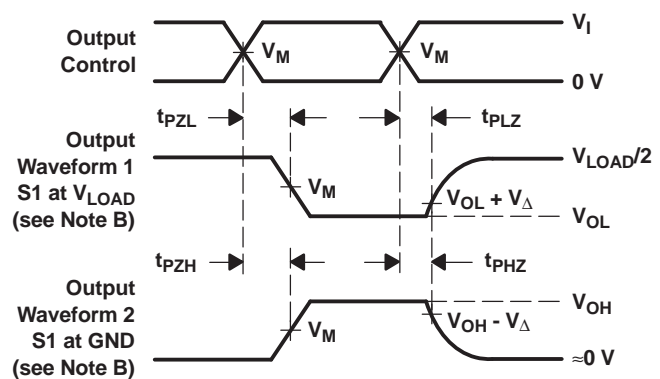 Output
Control
V_I
V_M
V_M
0 V
t_PZL
t_PLZ
Output
Waveform 1
S1 at V_LOAD
(see Note B)
V_LOAD/2
V_M
V_OL + V_Δ
V_OL
t_PZH
t_PHZ
Output
Waveform 2
S1 at GND
(see Note B)
V_OH
V_OH - V_Δ
V_M
≈0 V